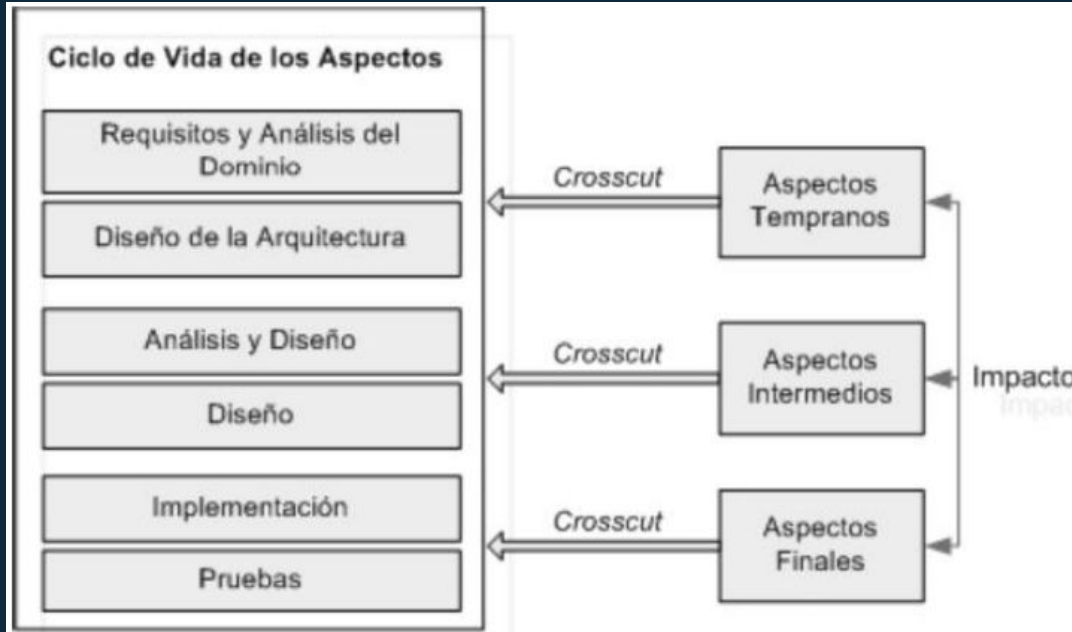 Ciclo de Vida de los Aspectos
Requisitos y Análisis del
Dominio
Diseño de la Arquitectura
Análisis y Diseño
Diseño
Implementación
Pruebas
Crosscut
Aspectos
Tempranos
Crosscut
Aspectos
Intermedios
Crosscut
Aspectos
Finales
Impacto
Impac